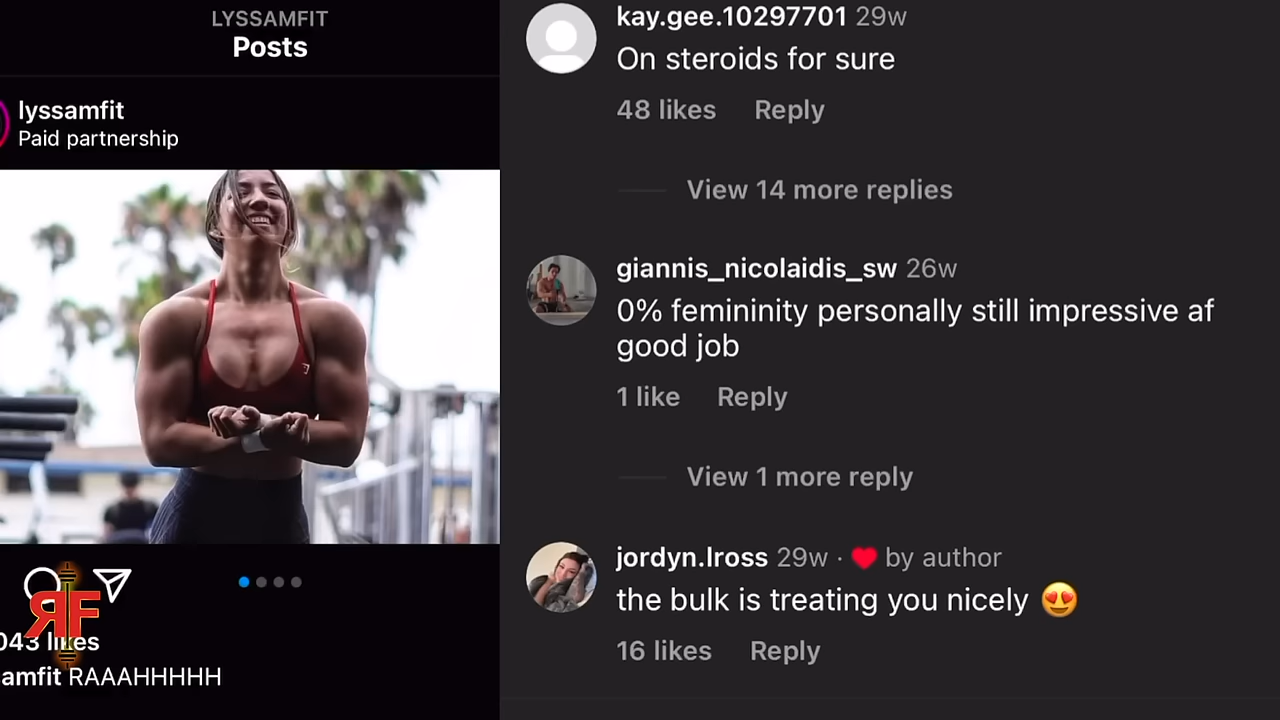 LYSSAMFIT
Posts
lyssamfit
Paid partnership
043 likes
amfit RAAAHHHHH
RF
kay.gee.10297701 29w
On steroids for sure
48 likes Reply
View 14 more replies
giannis_nicolaidis_sw 26w
0% femininity personally still impressive af
good job
1 like Reply
View 1 more reply
jordyn.lross 29w · ❤️ by author
the bulk is treating you nicely 😍
16 likes Reply